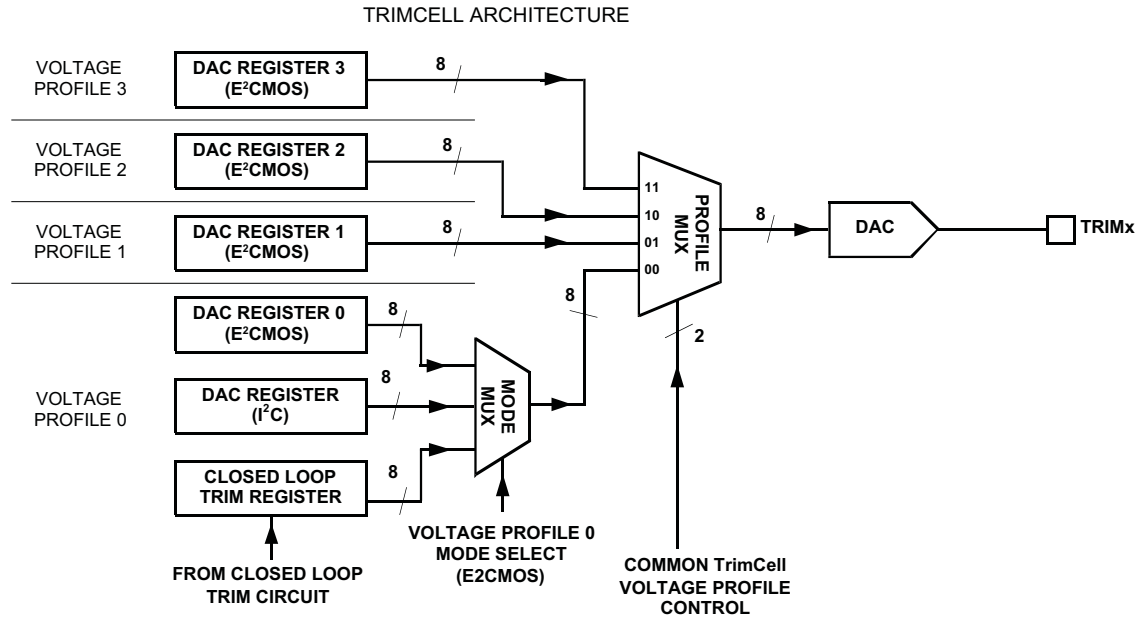 TRIMCELL ARCHITECTURE
VOLTAGE
PROFILE 3
DAC REGISTER 3
(E²CMOS)
8
VOLTAGE
PROFILE 2
DAC REGISTER 2
(E²CMOS)
8
VOLTAGE
PROFILE 1
DAC REGISTER 1
(E²CMOS)
8
11
10
01
00
PROFILE
MUX
8
DAC
TRIMx
2
VOLTAGE
PROFILE 0
DAC REGISTER 0
(E²CMOS)
8
DAC REGISTER
(I²C)
8
CLOSED LOOP
TRIM REGISTER
8
MODE
MUX
8
FROM CLOSED LOOP
TRIM CIRCUIT
VOLTAGE PROFILE 0
MODE SELECT
(E2CMOS)
COMMON TrimCell
VOLTAGE PROFILE
CONTROL